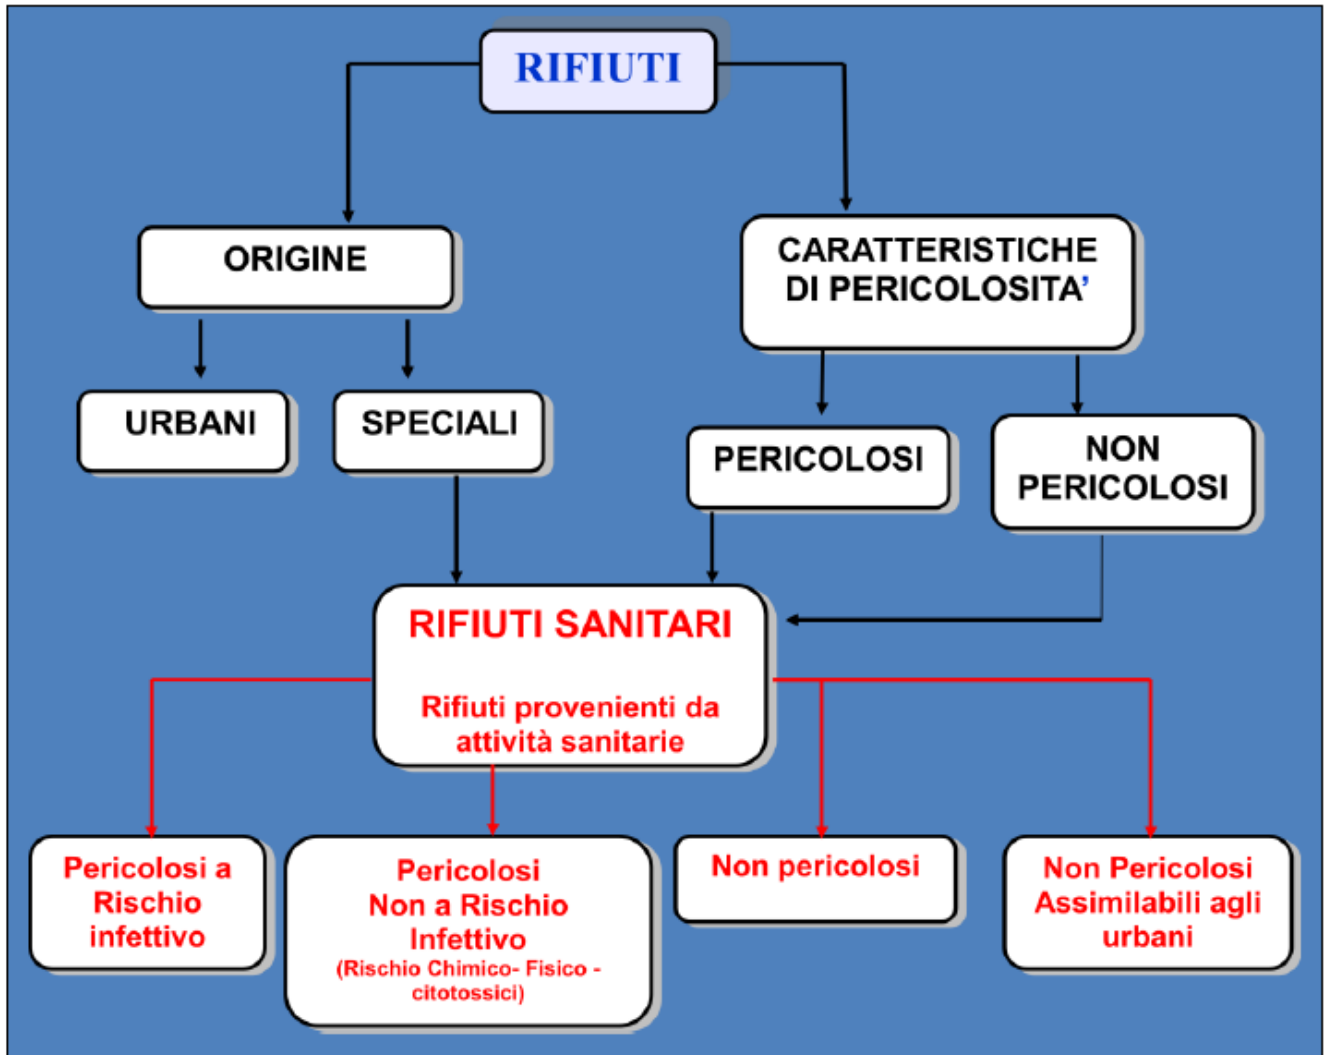 RIFIUTI
ORIGINE
CARATTERISTICHE
DI PERICOLOSITA’
URBANI
SPECIALI
PERICOLOSI
NON
PERICOLOSI
RIFIUTI SANITARI
Rifiuti provenienti da
attività sanitarie
Pericolosi a
Rischio
infettivo
Pericolosi
Non a Rischio
Infettivo
(Rischio Chimico- Fisico -
citotossici)
Non pericolosi
Non Pericolosi
Assimilabili agli
urbani